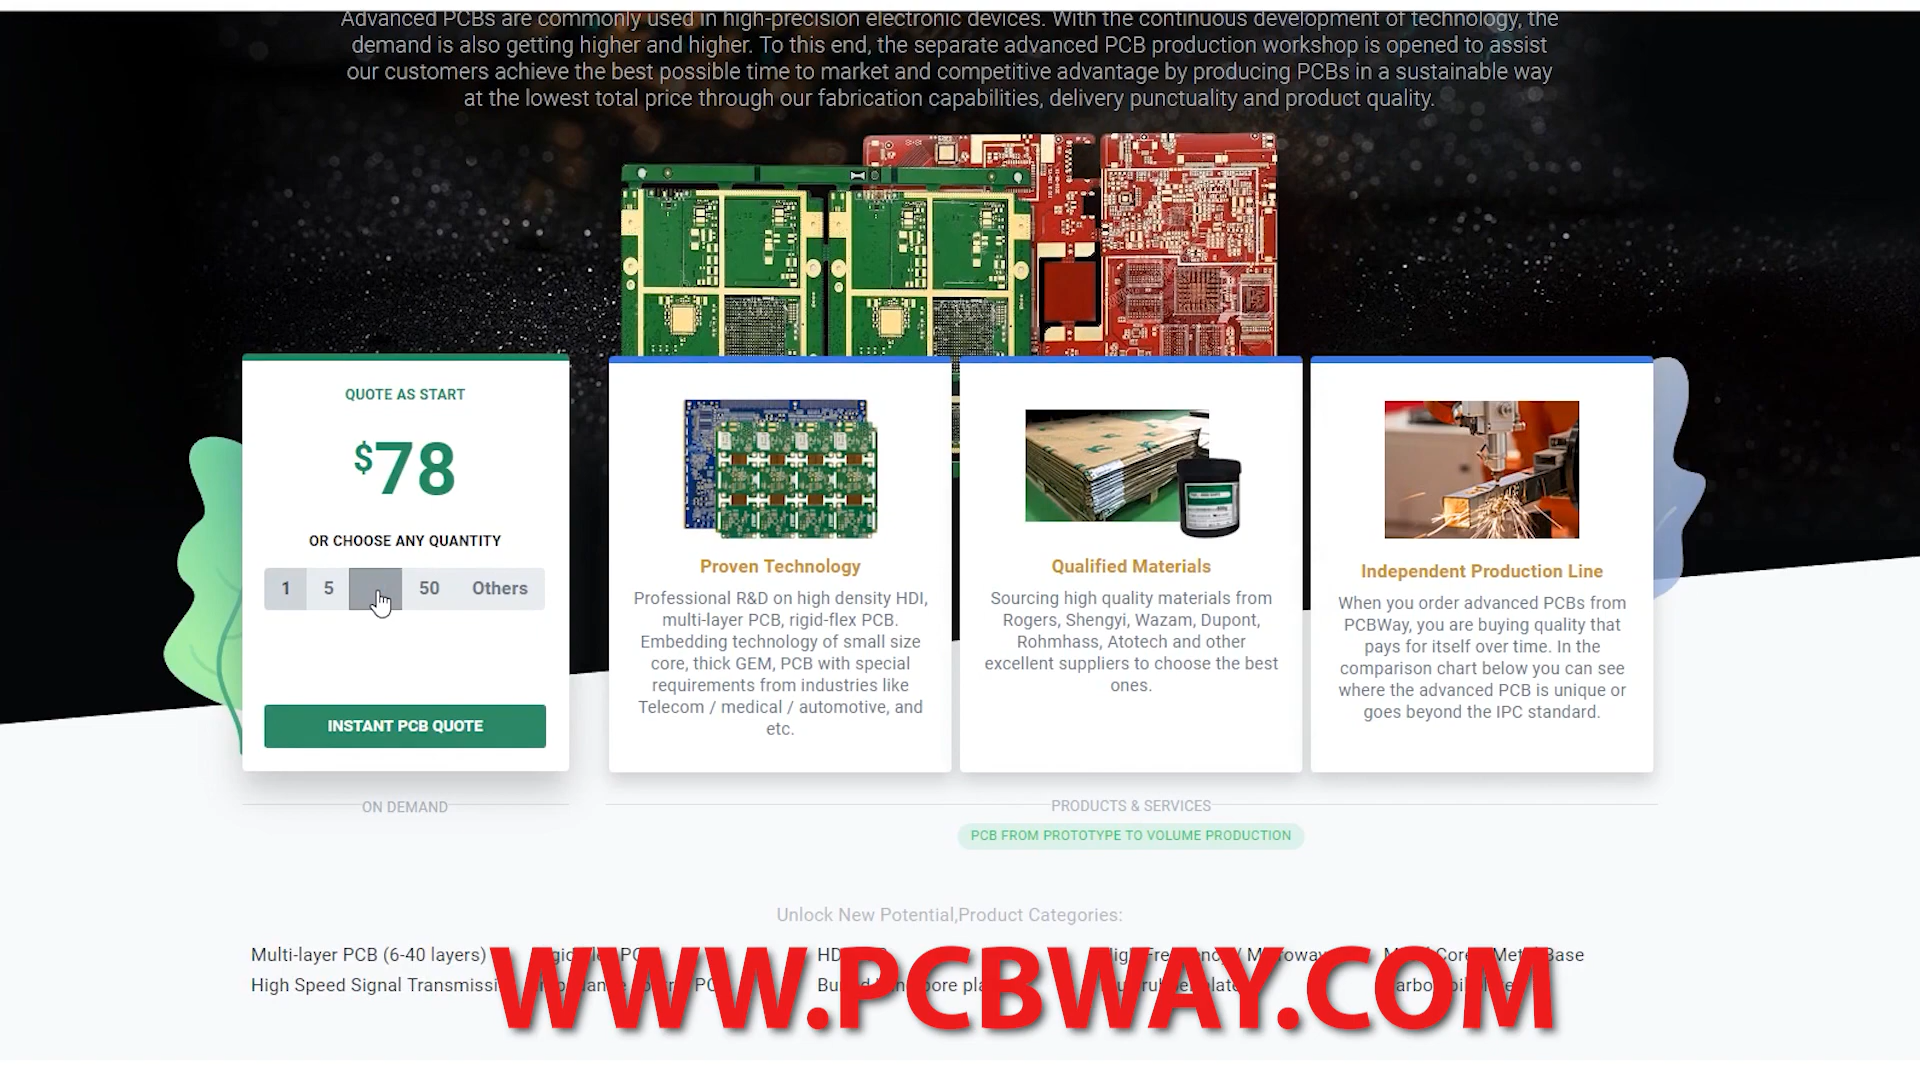 Advanced PCBs are commonly used in high-precision electronic devices. With the continuous development of technology, the
demand is also getting higher and higher. To this end, the separate advanced PCB production workshop is opened to assist
our customers achieve the best possible time to market and competitive advantage by producing PCBs in a sustainable way
at the lowest total price through our fabrication capabilities, delivery punctuality and product quality.
QUOTE AS START
$78
OR CHOOSE ANY QUANTITY
1 5 50 Others
INSTANT PCB QUOTE
ON DEMAND
Proven Technology
Professional R&D on high density HDI,
multi-layer PCB, rigid-flex PCB.
Embedding technology of small size
core, thick GEM, PCB with special
requirements from industries like
Telecom / medical / automotive, and
etc.
Qualified Materials
Sourcing high quality materials from
Rogers, Shengyi, Wazam, Dupont,
Rohmhass, Atotech and other
excellent suppliers to choose the best
ones.
Independent Production Line
When you order advanced PCBs from
PCBWay, you are buying quality that
pays for itself over time. In the
comparison chart below you can see
where the advanced PCB is unique or
goes beyond the IPC standard.
PRODUCTS & SERVICES
PCB FROM PROTOTYPE TO VOLUME PRODUCTION
Unlock New Potential,Product Categories:
Multi-layer PCB (6-40 layers)
High Speed Signal
WWW.PCBWAY.COM